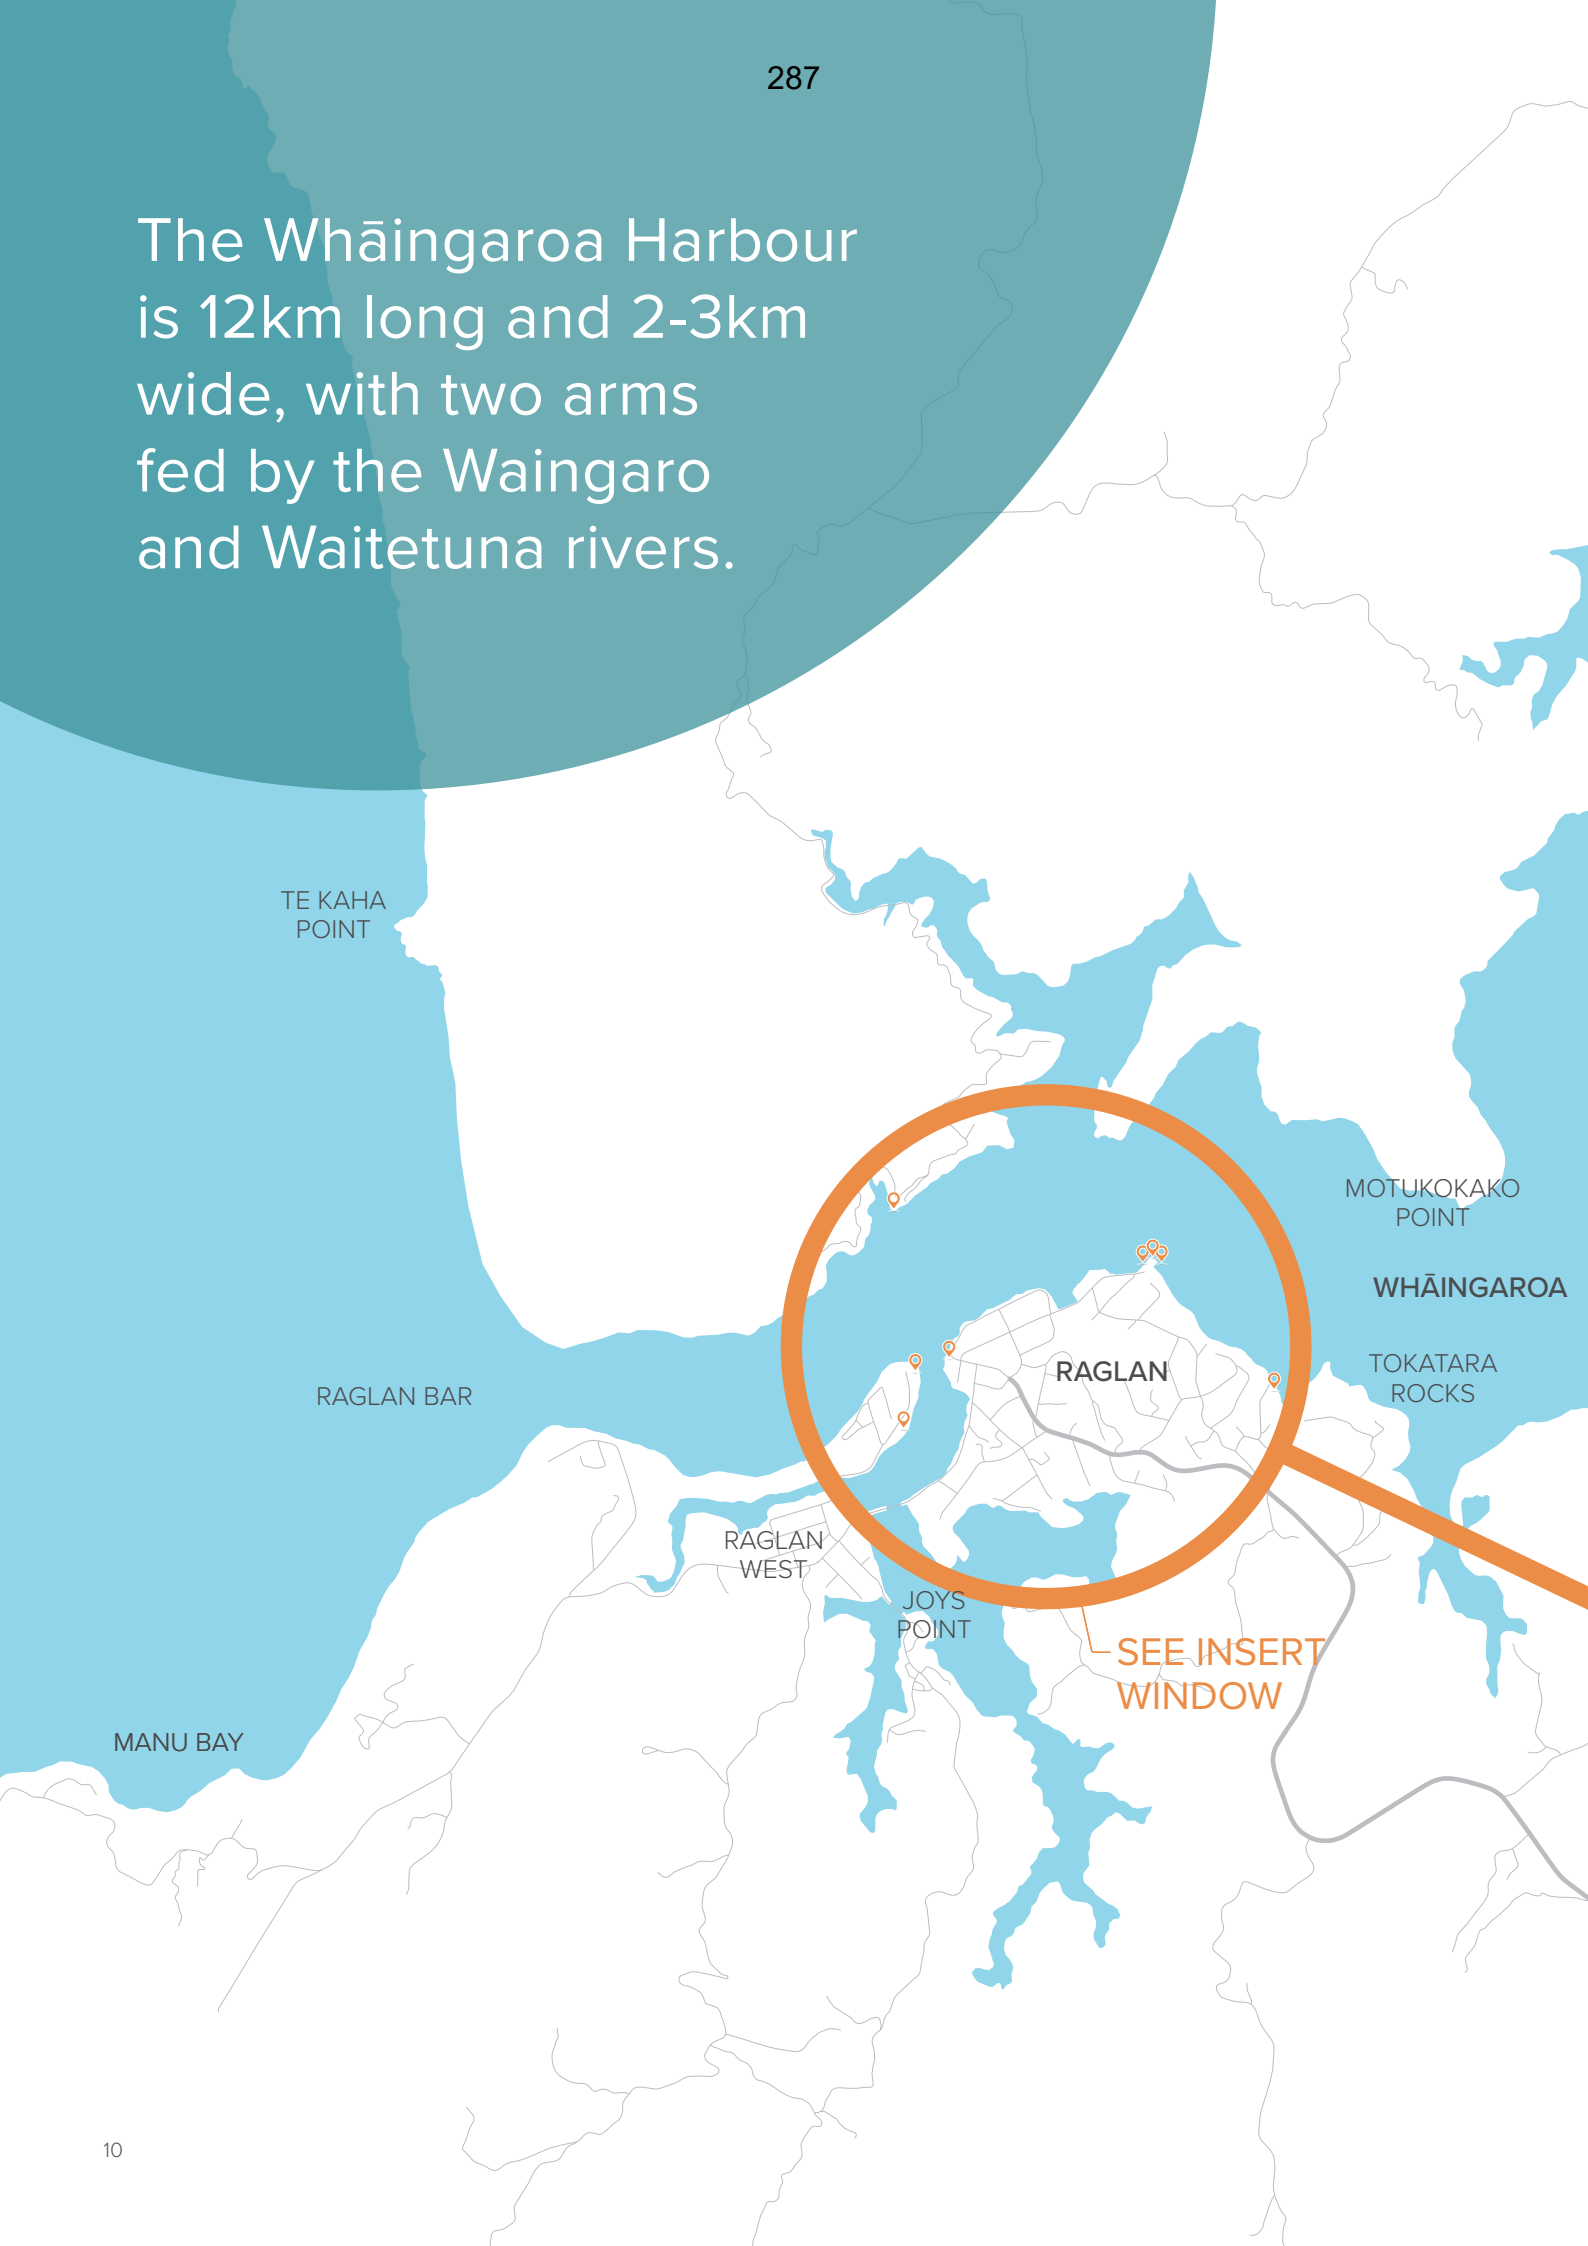 287
The Whāingaroa Harbour
is 12km long and 2-3km
wide, with two arms
fed by the Waingaro
and Waitetuna rivers.
TE KAHA
POINT
MOTUKOKAKO
POINT
WHĀINGAROA
TOKATARA
ROCKS
RAGLAN
RAGLAN BAR
RAGLAN
WEST
JOYS
POINT
SEE INSERT
WINDOW
MANU BAY
10